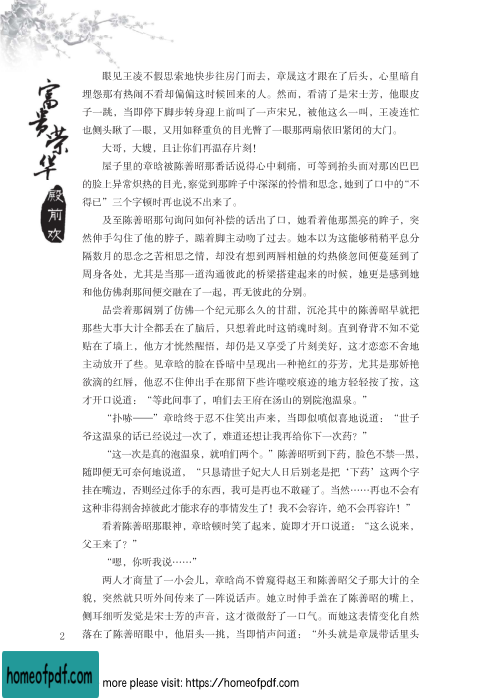 富贵荣华
殿前欢
眼见王凌不假思索地快步往房门而去，章晟这才跟在了后头，心里暗自
埋怨那有热闹不看却偏偏这时候回来的人。然而，看清了是宋士芳，他眼皮
子一跳，当即停下脚步转身迎上前叫了一声宋兄，被他这么一叫，王凌连忙
也侧头瞅了一眼，又用如释重负的目光瞥了一眼那两扇依旧紧闭的大门。
大哥，大嫂，且让你们再温存片刻！
屋子里的章晗被陈善昭那番话说得心中刺痛，可等到抬头面对那凶巴巴
的脸上异常炽热的目光，察觉到那眸子中深深的怜惜和思念，她到了口中的“不
得已”三个字顿时再也说不出来了。
及至陈善昭那句询问如何补偿的话出了口，她看着他那黑亮的眸子，突
然伸手勾住了他的脖子，踮着脚主动吻了过去。她本以为这能够稍稍平息分
隔数月的思念之苦相思之情，却没有想到两唇相触的灼热倏忽间便蔓延到了
周身各处，尤其是当那一道沟通彼此的桥梁搭建起来的时候，她更是感到她
和他仿佛刹那间便交融在了一起，再无彼此的分别。
品尝着那阔别了仿佛一个纪元那么久的甘甜，沉沦其中的陈善昭早就把
那些大事大计全都丢在了脑后，只想着此时这销魂时刻。直到脊背不知不觉
贴在了墙上，他方才恍然醒悟，却仍是又享受了片刻美好，这才恋恋不舍地
主动放开了些。见章晗的脸在昏暗中呈现出一种艳红的芬芳，尤其是那娇艳
欲滴的红唇，他忍不住伸出手在那留下些许噬咬痕迹的地方轻轻按了按，这
才开口说道：“等此间事了，咱们去王府在汤山的别院泡温泉。”
“扑哧——”章晗终于忍不住笑出声来，当即似嗔似喜地说道：“世子
爷这温泉的话已经说过一次了，难道还想让我再给你下一次药？”
“这一次是真的泡温泉，就咱们两个。”陈善昭听到下药，脸色不禁一黑，
随即便无可奈何地说道，“只恳请世子妃大人日后别老是把‘下药’这两个字
挂在嘴边，否则经过你手的东西，我可是再也不敢碰了。当然……再也不会有
这种非得割舍掉彼此才能求存的事情发生了！我不会容许，绝不会再容许！”
看着陈善昭那眼神，章晗顿时笑了起来，旋即才开口说道：“这么说来，
父王来了？”
“嗯，你听我说……”
两人才商量了一小会儿，章晗尚不曾窥得赵王和陈善昭父子那大计的全
貌，突然就只听外间传来了一阵说话声。她立时伸手盖在了陈善昭的嘴上，
侧耳细听发觉是宋士芳的声音，这才微微舒了一口气。而她这表情变化自然
落在了陈善昭眼中，他眉头一挑，当即悄声问道：“外头就是章晟带话里头
2
homeofpdf.com
more please visit: https://homeofpdf.com